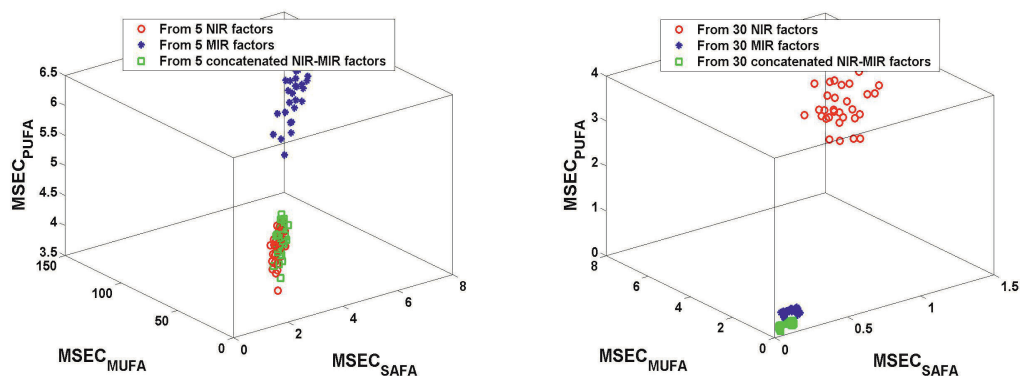 From 5 NIR factors
From 5 MIR factors
From 5 concatenated NIR-MIR factors
6.5
6
5.5
5
4.5
4
3.5
MSEC_PUFA
150
100
50
0
MSEC_MUFA
0
2
4
6
8
MSEC_SAFA
From 30 NIR factors
From 30 MIR factors
From 30 concatenated NIR-MIR factors
4
3
2
1
0
MSEC_PUFA
8
6
4
2
0
MSEC_MUFA
0
0.5
1
1.5
MSEC_SAFA